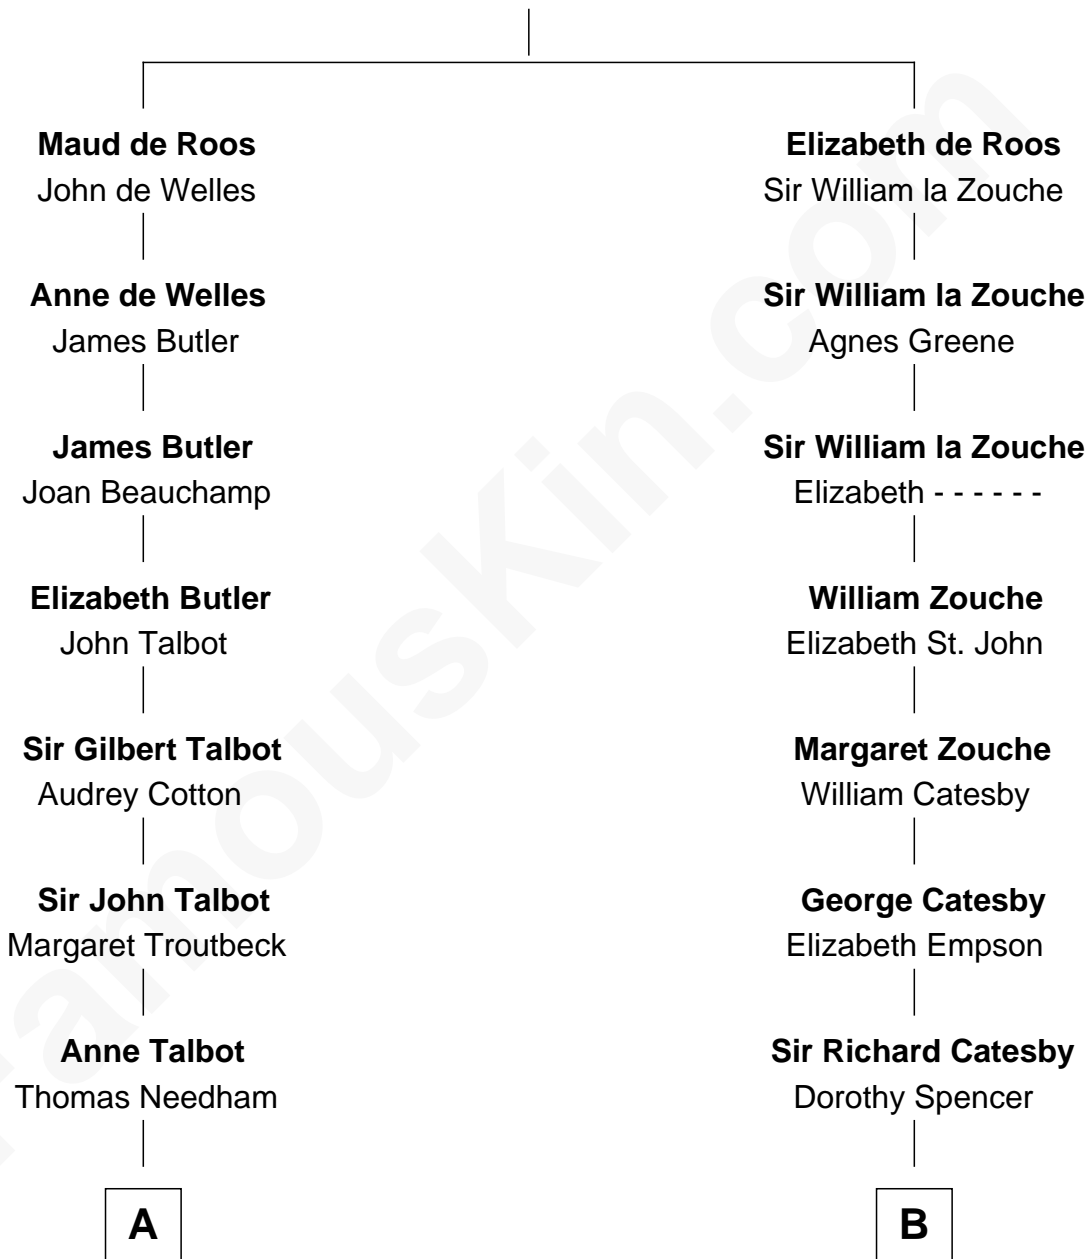 Maud de Roos
John de Welles
Elizabeth de Roos
Sir William la Zouche
Anne de Welles
James Butler
Sir William la Zouche
Agnes Greene
James Butler
Joan Beauchamp
Sir William la Zouche
Elizabeth - - - - - -
Elizabeth Butler
John Talbot
William Zouche
Elizabeth St. John
Sir Gilbert Talbot
Audrey Cotton
Margaret Zouche
William Catesby
Sir John Talbot
Margaret Troutbeck
George Catesby
Elizabeth Empson
Anne Talbot
Thomas Needham
Sir Richard Catesby
Dorothy Spencer
A
B
FamousKin.com